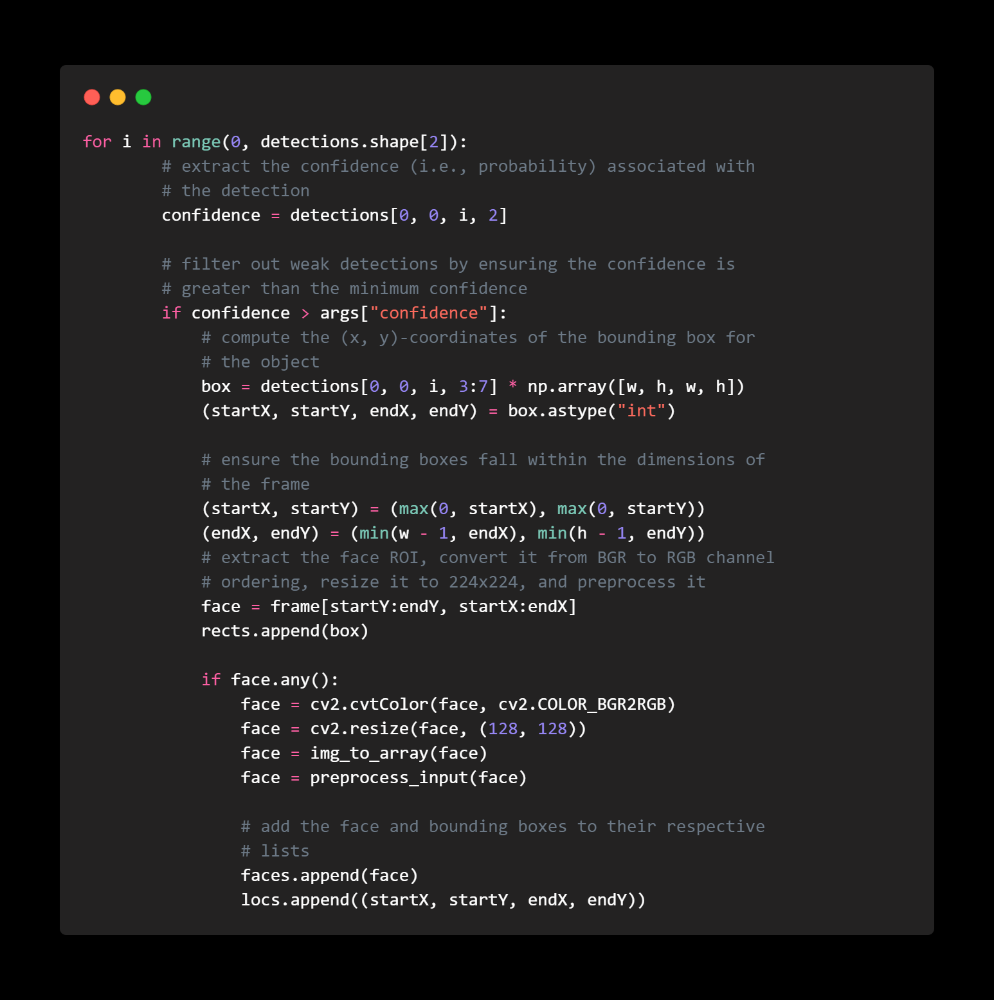 for i in range(0, detections.shape[2]):
        # extract the confidence (i.e., probability) associated with
        # the detection
        confidence = detections[0, 0, i, 2]

        # filter out weak detections by ensuring the confidence is
        # greater than the minimum confidence
        if confidence > args["confidence"]:
            # compute the (x, y)-coordinates of the bounding box for
            # the object
            box = detections[0, 0, i, 3:7] * np.array([w, h, w, h])
            (startX, startY, endX, endY) = box.astype("int")

            # ensure the bounding boxes fall within the dimensions of
            # the frame
            (startX, startY) = (max(0, startX), max(0, startY))
            (endX, endY) = (min(w - 1, endX), min(h - 1, endY))
            # extract the face ROI, convert it from BGR to RGB channel
            # ordering, resize it to 224x224, and preprocess it
            face = frame[startY:endY, startX:endX]
            rects.append(box)

            if face.any():
                face = cv2.cvtColor(face, cv2.COLOR_BGR2RGB)
                face = cv2.resize(face, (128, 128))
                face = img_to_array(face)
                face = preprocess_input(face)

                # add the face and bounding boxes to their respective
                # lists
                faces.append(face)
                locs.append((startX, startY, endX, endY))